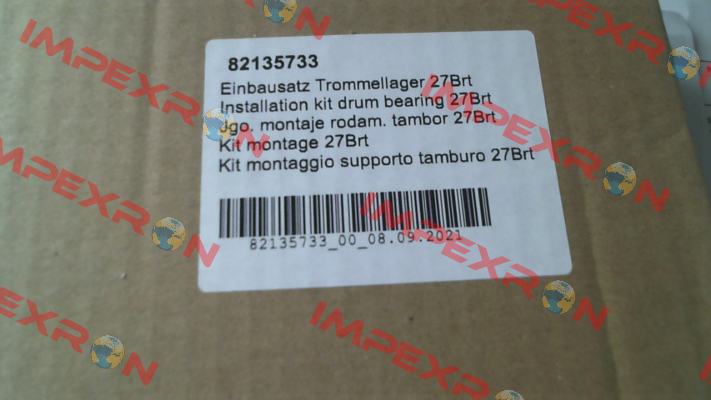 82135733
Einbausatz Trommellager 27Brt
Installation kit drum bearing 27Brt
Jgo. montaje rodam. tambor 27Brt
Kit montage 27Brt
Kit montaggio supporto tamburo 27Brt
82135733_00_08.09.2021
IMPEXRON
IMPEXRON
IMPEXRON
IMPEXRON
IMPEXRON
IMPEXRON